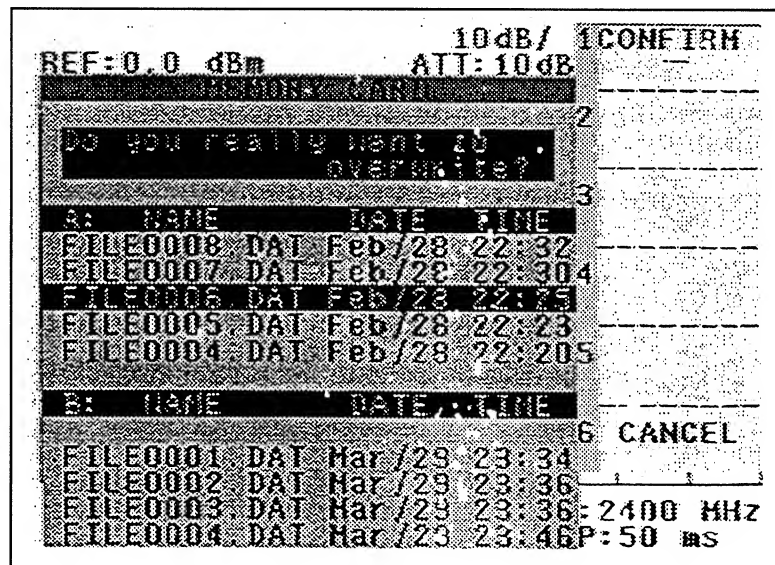 10dB/ 1CONFIRM
REF:0.0 dBm ATT:10dB
MEMORY CARD
2
Do you really want to
overwrite?
3
A: NAME DATE TIME
FILE0008.DAT Feb/28 22:32
FILE0007.DAT Feb/28 22:30 4
FILE0006.DAT Feb/28 22:25
FILE0005.DAT Feb/28 22:23
FILE0004.DAT Feb/28 22:20 5
B: NAME DATE TIME
6 CANCEL
FILE0001.DAT Mar/29 23:34
FILE0002.DAT Mar/29 23:36
FILE0003.DAT Mar/29 23:36 :2400 MHz
FILE0004.DAT Mar/29 23:46 P:50 ms